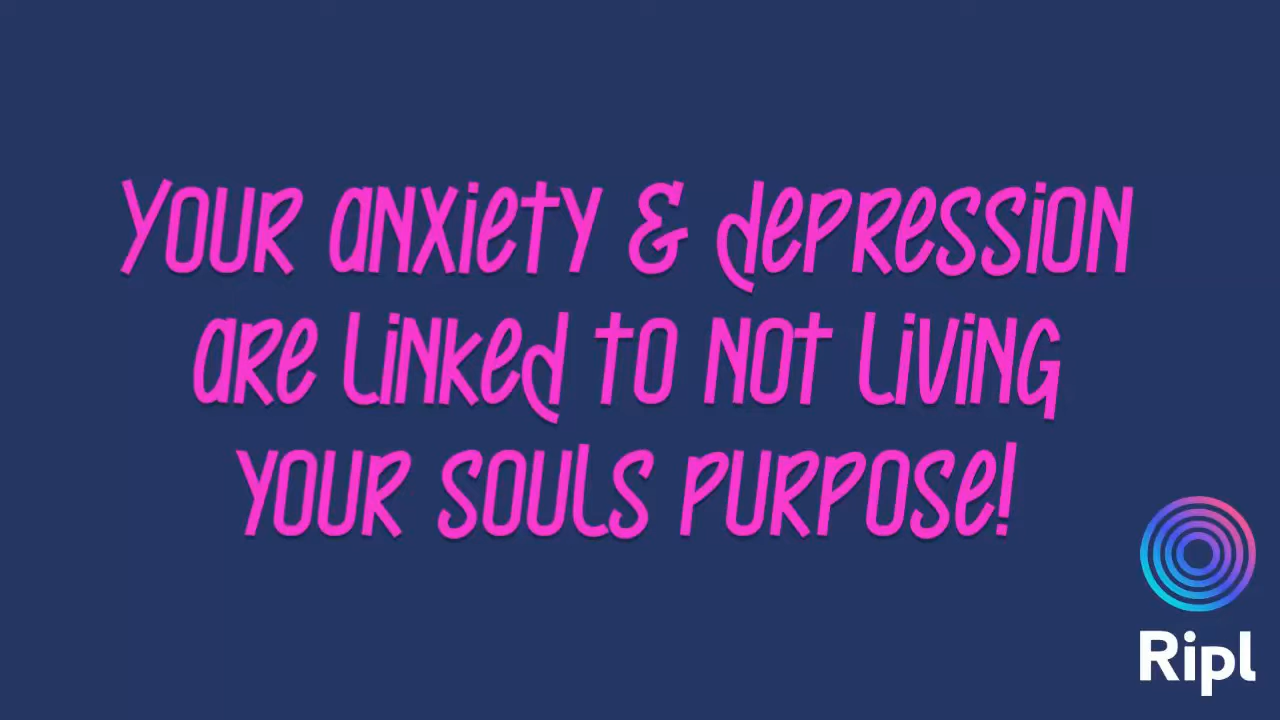 Your anxiety & depression
are linked to not living
your souls purpose!
Ripl